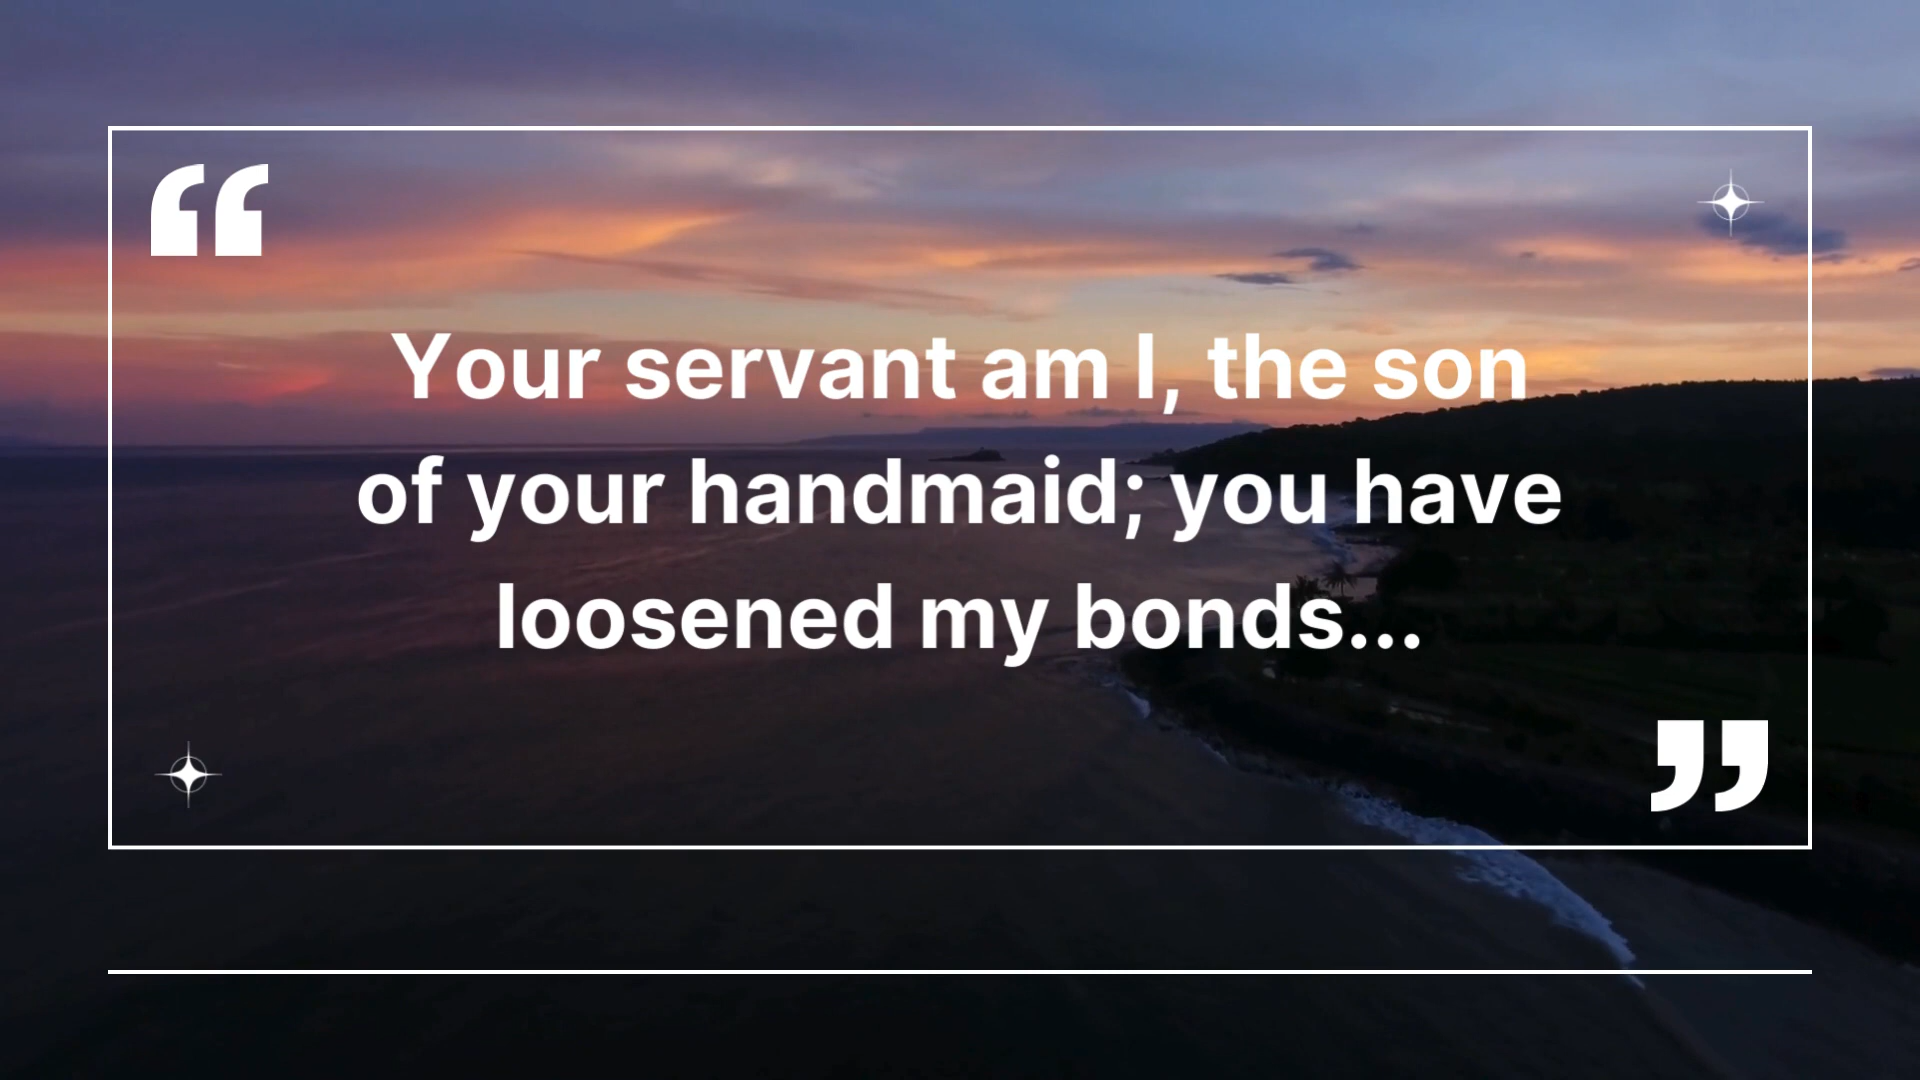 “
Your servant am I, the son
of your handmaid; you have
loosened my bonds...
”